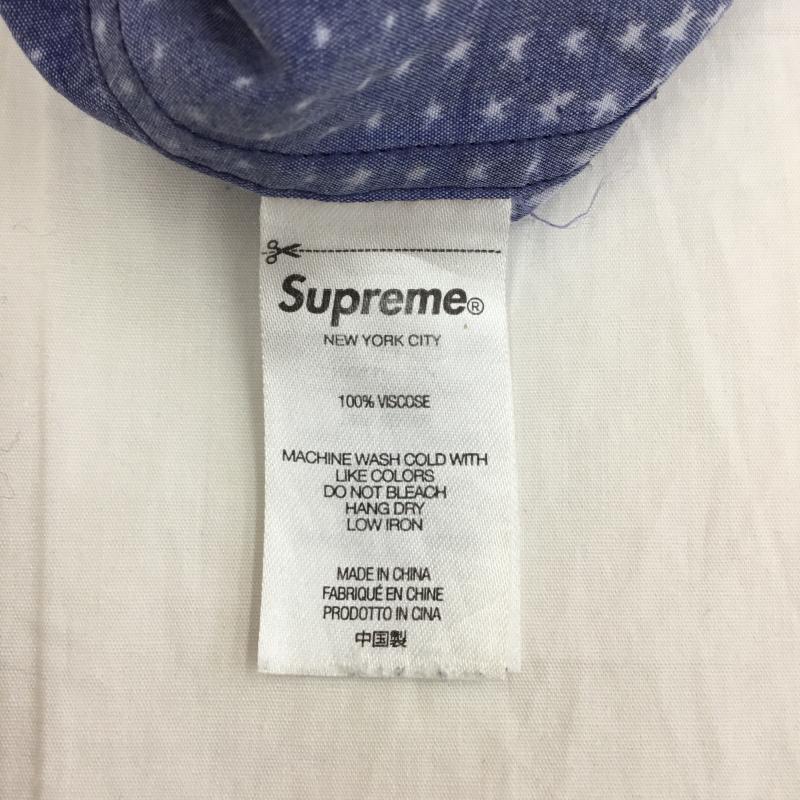 Supreme®
NEW YORK CITY
100% VISCOSE
MACHINE WASH COLD WITH
LIKE COLORS
DO NOT BLEACH
HANG DRY
LOW IRON
MADE IN CHINA
FABRIQUÉ EN CHINE
PRODOTTO IN CINA
中国製